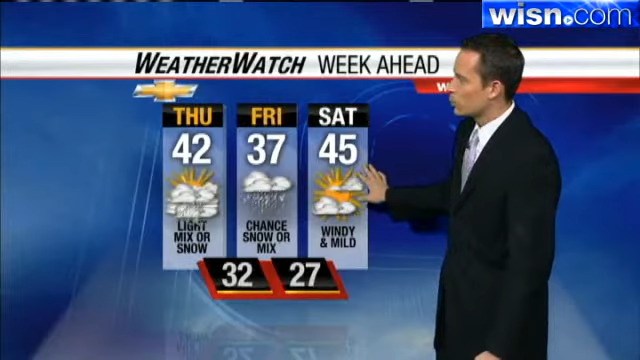 wisn.com
WEATHERWATCH WEEK AHEAD
THU FRI SAT
42 37 45
LIGHT MIX OR SNOW
CHANCE SNOW OR MIX
WINDY & MILD
32 27